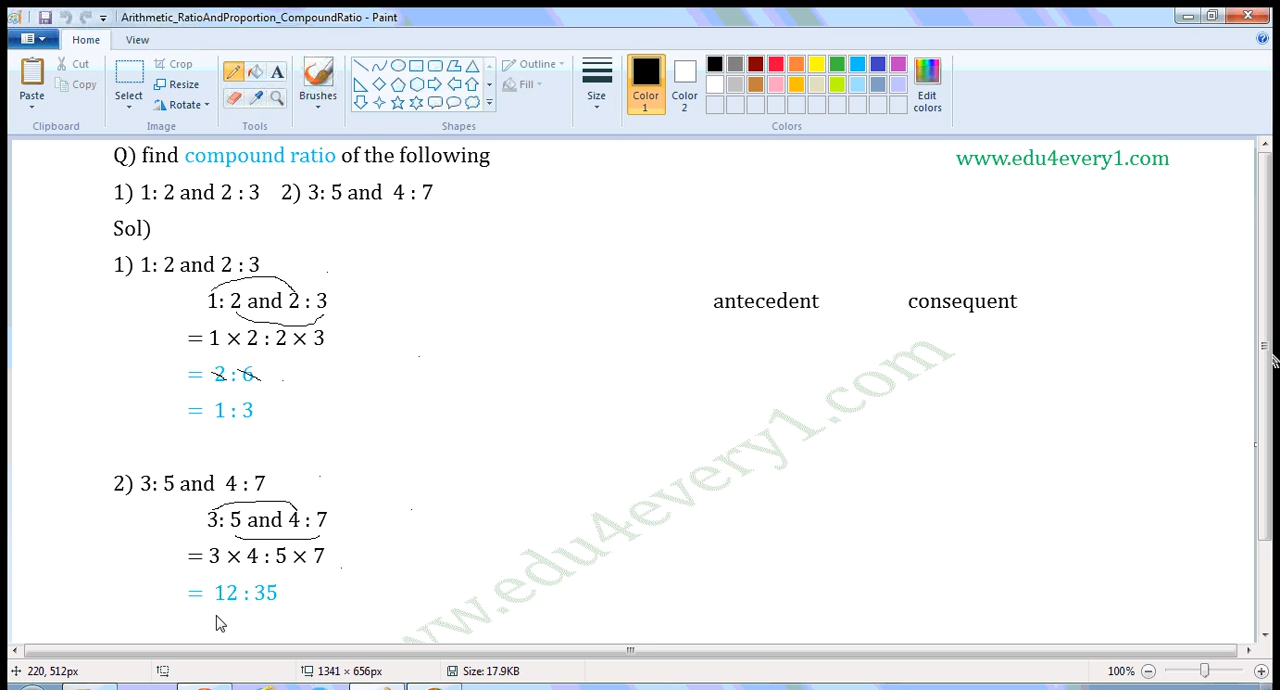 Arithmetic_RatioAndProportion_CompoundRatio - Paint
Home View
Paste Cut Copy Select Crop Resize Rotate A Brushes Outline Fill Size Color 1 Color 2 Edit colors
Clipboard Image Tools Shapes Colors
Q) find compound ratio of the following www.edu4every1.com
1) 1: 2 and 2 : 3 2) 3: 5 and 4 : 7
Sol)
1) 1: 2 and 2 : 3
1: 2 and 2 : 3 antecedent consequent
= 1 × 2 : 2 × 3
= 2 : 6
= 1 : 3
2) 3: 5 and 4 : 7
3: 5 and 4 : 7
= 3 × 4 : 5 × 7
= 12 : 35
www.edu4every1.com
220, 512px 1341 × 656px Size: 17.9KB 100%